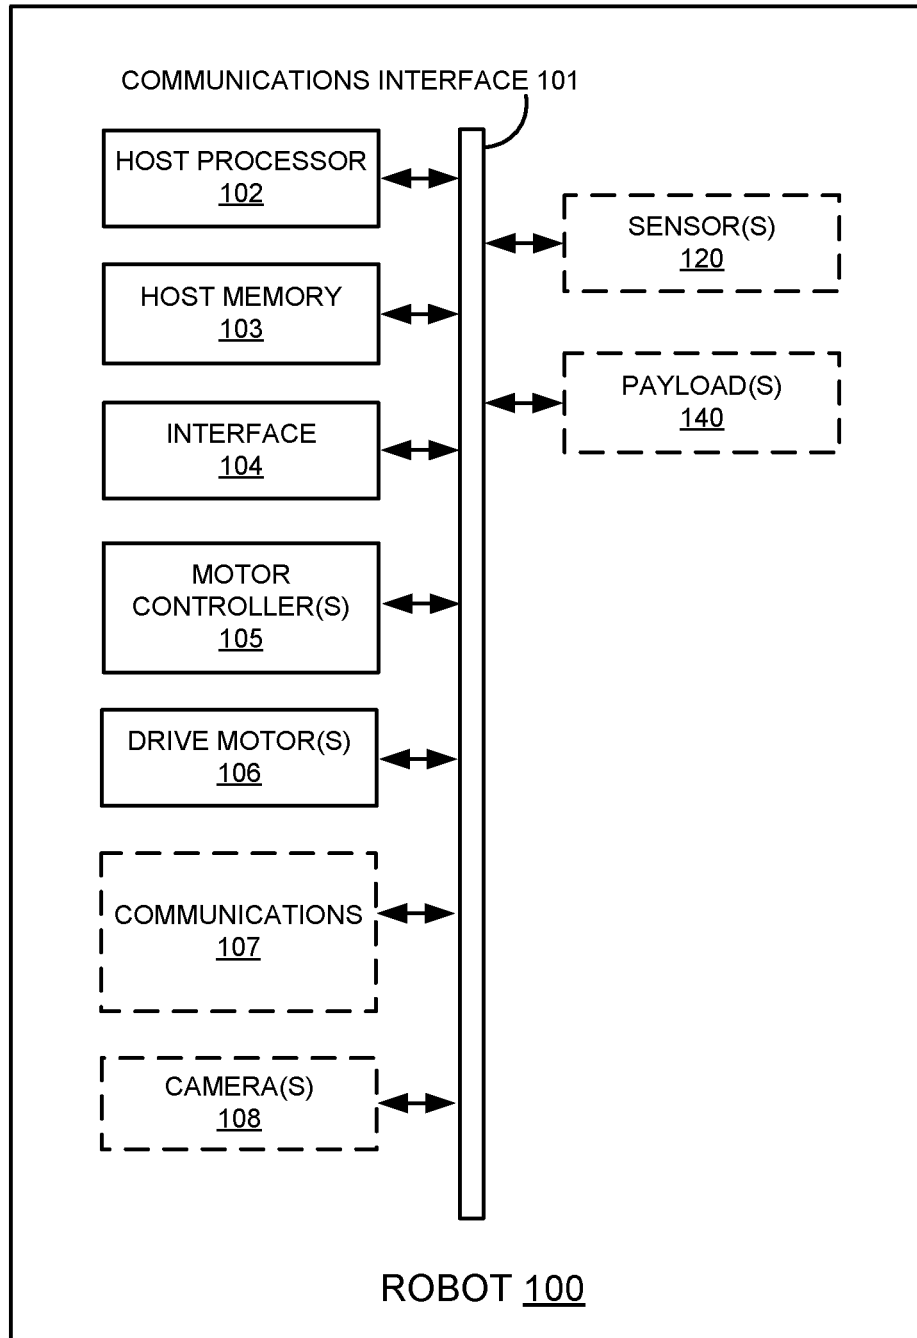 COMMUNICATIONS INTERFACE 101
HOST PROCESSOR
102
HOST MEMORY
103
INTERFACE
104
MOTOR
CONTROLLER(S)
105
DRIVE MOTOR(S)
106
COMMUNICATIONS
107
CAMERA(S)
108
SENSOR(S)
120
PAYLOAD(S)
140
ROBOT 100